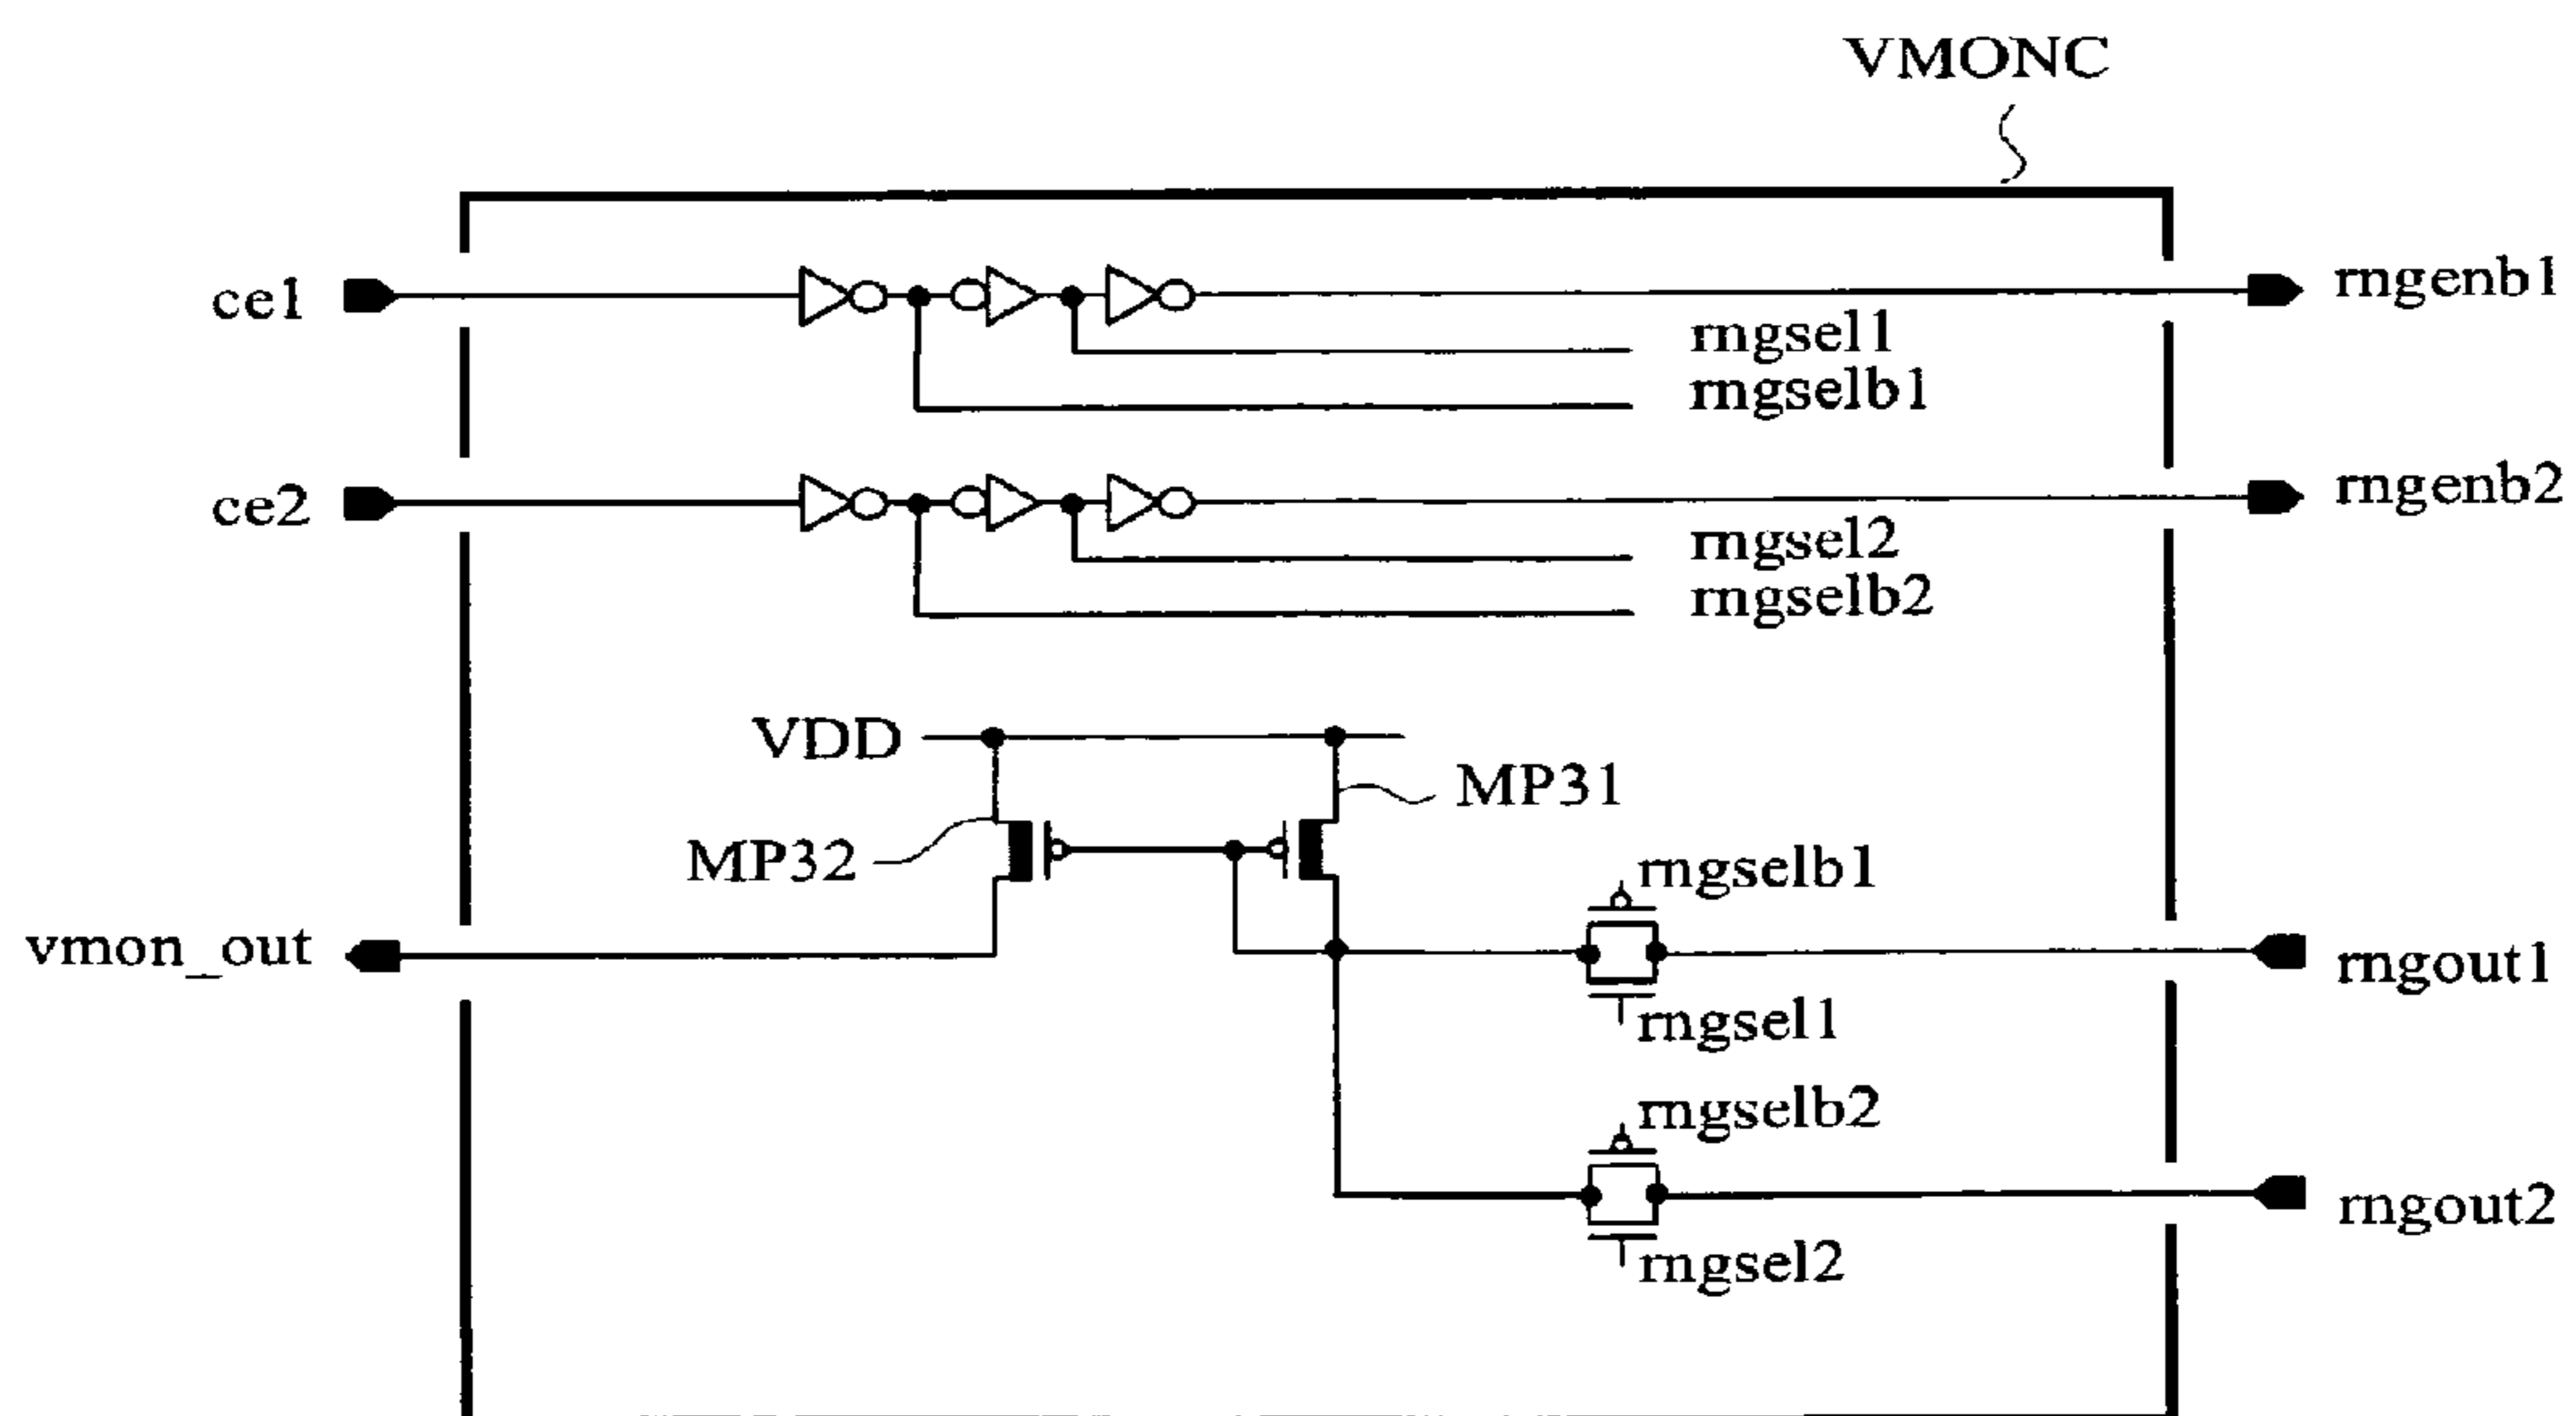 VMONC
ce1
rngenb1
rngsel1
rngselb1
ce2
rngenb2
rngsel2
rngselb2
VDD
MP31
MP32
rngselb1
vmon_out
rngout1
rngsel1
rngselb2
rngout2
rngsel2